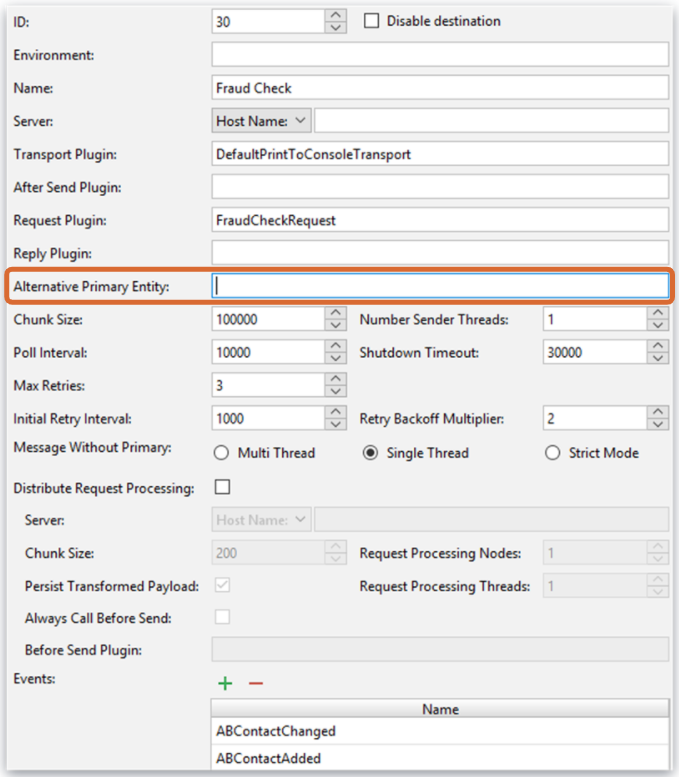 ID: 30 Disable destination
Environment:
Name: Fraud Check
Server: Host Name:
Transport Plugin: DefaultPrintToConsoleTransport
After Send Plugin:
Request Plugin: FraudCheckRequest
Reply Plugin:
Alternative Primary Entity:
Chunk Size: 100000 Number Sender Threads: 1
Poll Interval: 10000 Shutdown Timeout: 30000
Max Retries: 3
Initial Retry Interval: 1000 Retry Backoff Multiplier: 2
Message Without Primary: Multi Thread Single Thread Strict Mode
Distribute Request Processing:
Server: Host Name:
Chunk Size: 200 Request Processing Nodes: 1
Persist Transformed Payload: Request Processing Threads: 1
Always Call Before Send:
Before Send Plugin:
Events:
Name
ABContactChanged
ABContactAdded